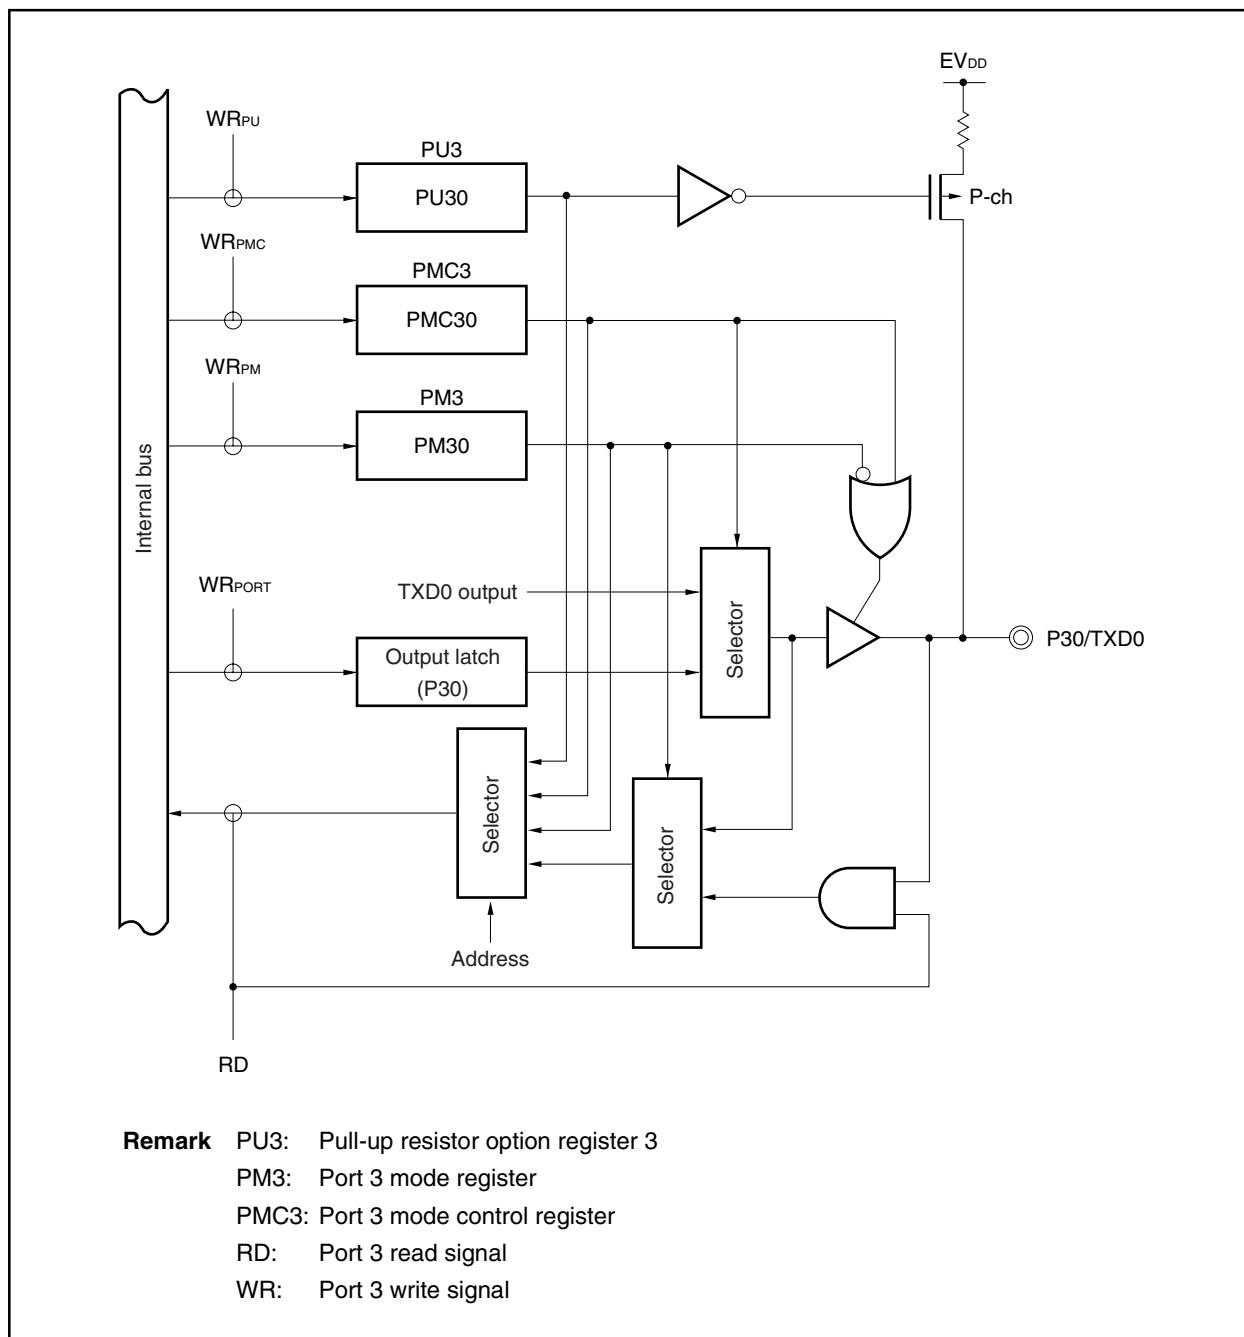 EVDD
WRPU
PU3
PU30
P-ch
WRPMC
PMC3
PMC30
WRPM
PM3
PM30
Internal bus
WRPORT
TXD0 output
Selector
P30/TXD0
Output latch
(P30)
Selector
Selector
Address
RD
Remark PU3: Pull-up resistor option register 3
PM3: Port 3 mode register
PMC3: Port 3 mode control register
RD: Port 3 read signal
WR: Port 3 write signal